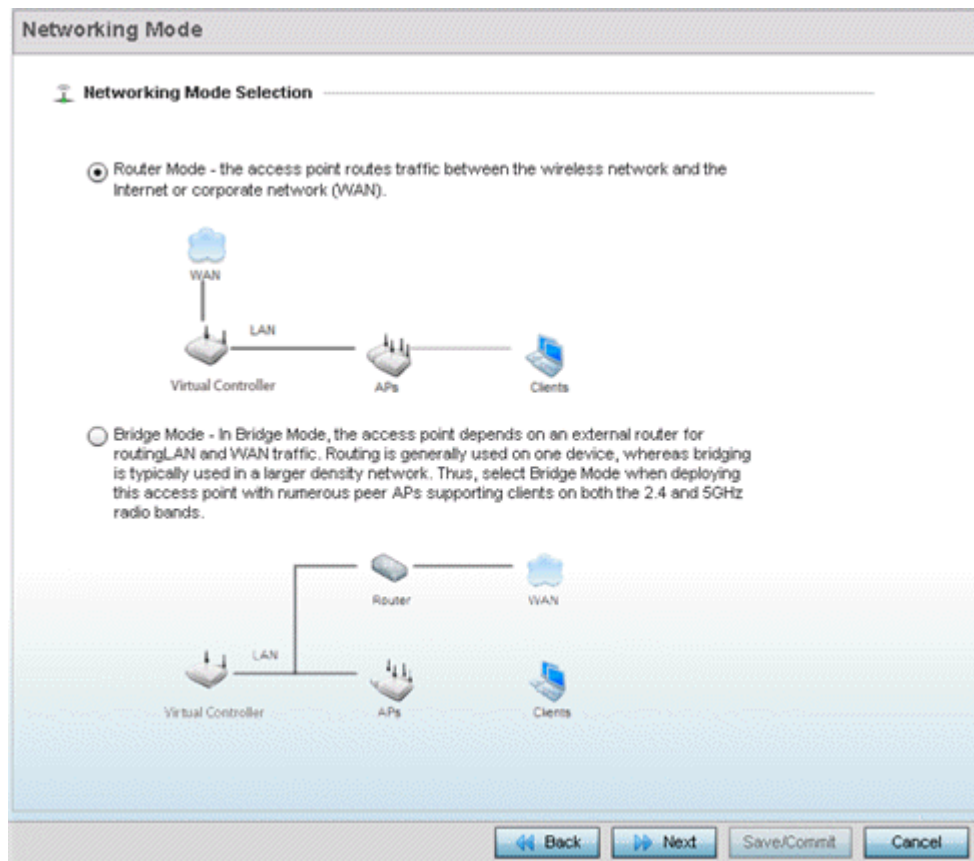 Networking Mode
Networking Mode Selection
Router Mode - the access point routes traffic between the wireless network and the
Internet or corporate network (WAN).
WAN
LAN
Virtual Controller
APs
Clients
Bridge Mode - In Bridge Mode, the access point depends on an external router for
routingLAN and WAN traffic. Routing is generally used on one device, whereas bridging
is typically used in a larger density network. Thus, select Bridge Mode when deploying
this access point with numerous peer APs supporting clients on both the 2.4 and 5GHz
radio bands.
Router
WAN
LAN
Virtual Controller
APs
Clients
Back
Next
Save/Commit
Cancel